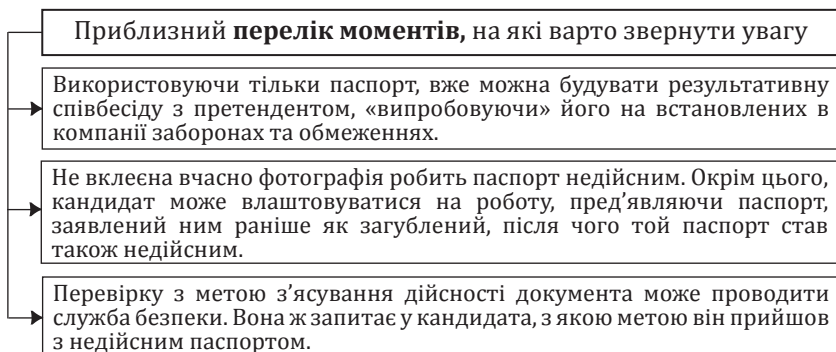 Приблизний перелік моментів, на які варто звернути увагу
Використовуючи тільки паспорт, вже можна будувати результативну
співбесіду з претендентом, «випробовуючи» його на встановлених в
компанії заборонах та обмеженнях.
Не вклеєна вчасно фотографія робить паспорт недійсним. Окрім цього,
кандидат може влаштовуватися на роботу, пред’являючи паспорт,
заявлений ним раніше як загублений, після чого той паспорт став
також недійсним.
Перевірку з метою з’ясування дійсності документа може проводити
служба безпеки. Вона ж запитає у кандидата, з якою метою він прийшов
з недійсним паспортом.